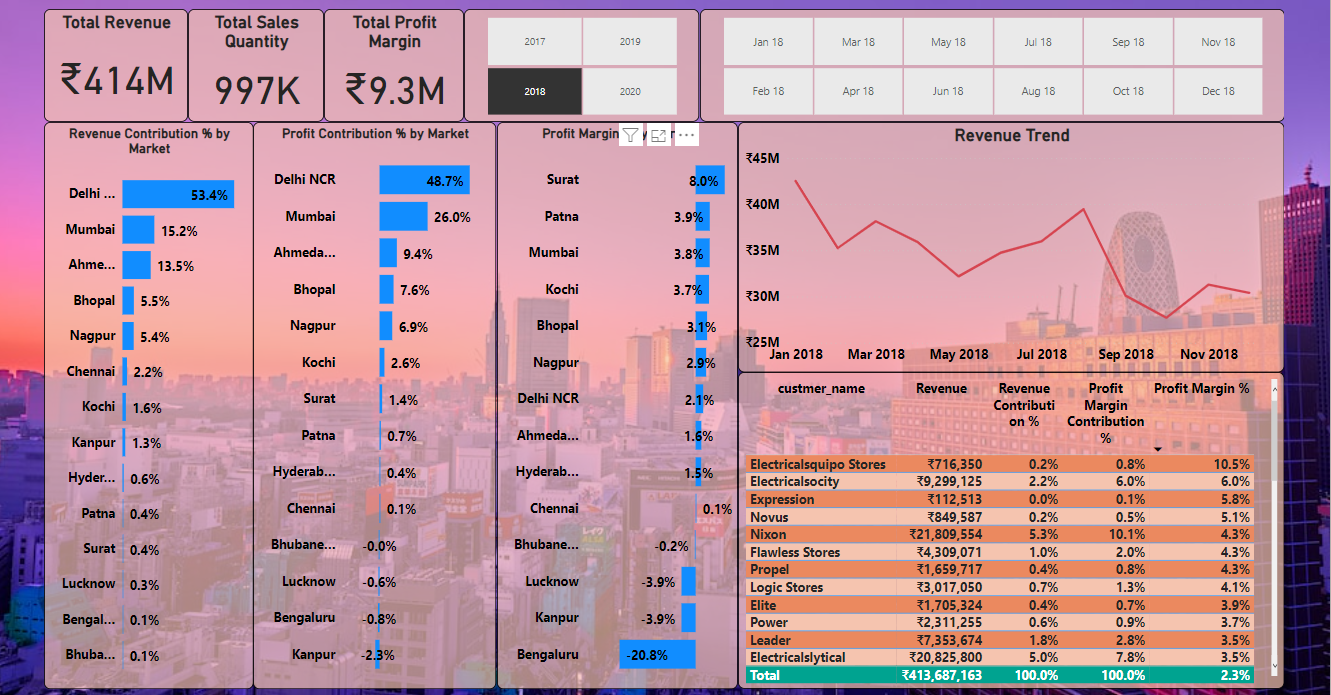 Total Revenue
₹414M
Total Sales
Quantity
997K
Total Profit
Margin
₹9.3M
2017
2019
2018
2020
Jan 18
Mar 18
May 18
Jul 18
Sep 18
Nov 18
Feb 18
Apr 18
Jun 18
Aug 18
Oct 18
Dec 18
Revenue Contribution % by
Market
Delhi ... 53.4%
Mumbai 15.2%
Ahme... 13.5%
Bhopal 5.5%
Nagpur 5.4%
Chennai 2.2%
Kochi 1.6%
Kanpur 1.3%
Hyder... 0.6%
Patna 0.4%
Surat 0.4%
Lucknow 0.3%
Bengal... 0.1%
Bhuba... 0.1%
Profit Contribution % by Market
Delhi NCR 48.7%
Mumbai 26.0%
Ahmeda... 9.4%
Bhopal 7.6%
Nagpur 6.9%
Kochi 2.6%
Surat 1.4%
Patna 0.7%
Hyderab... 0.4%
Chennai 0.1%
Bhubane... -0.0%
Lucknow -0.6%
Bengaluru -0.8%
Kanpur -2.3%
Profit Margin
Surat 8.0%
Patna 3.9%
Mumbai 3.8%
Kochi 3.7%
Bhopal 3.1%
Nagpur 2.9%
Delhi NCR 2.1%
Ahmeda... 1.6%
Hyderab... 1.5%
Chennai 0.1%
Bhubane... -0.2%
Lucknow -3.9%
Kanpur -3.9%
Bengaluru -20.8%
Revenue Trend
₹45M
₹40M
₹35M
₹30M
₹25M
Jan 2018 Mar 2018 May 2018 Jul 2018 Sep 2018 Nov 2018
custmer_name Revenue Revenue Profit Profit Margin %
Contributi Margin
on % Contribution
%
Electricalsquipo Stores ₹716,350 0.2% 0.8% 10.5%
Electricalsocity ₹9,299,125 2.2% 6.0% 6.0%
Expression ₹112,513 0.0% 0.1% 5.8%
Novus ₹849,587 0.2% 0.5% 5.1%
Nixon ₹21,809,554 5.3% 10.1% 4.3%
Flawless Stores ₹4,309,071 1.0% 2.0% 4.3%
Propel ₹1,659,717 0.4% 0.8% 4.3%
Logic Stores ₹3,017,050 0.7% 1.3% 4.1%
Elite ₹1,705,324 0.4% 0.7% 3.9%
Power ₹2,311,255 0.6% 0.9% 3.7%
Leader ₹7,353,674 1.8% 2.8% 3.5%
Electricalslytical ₹20,825,800 5.0% 7.8% 3.5%
Total ₹413,687,163 100.0% 100.0% 2.3%